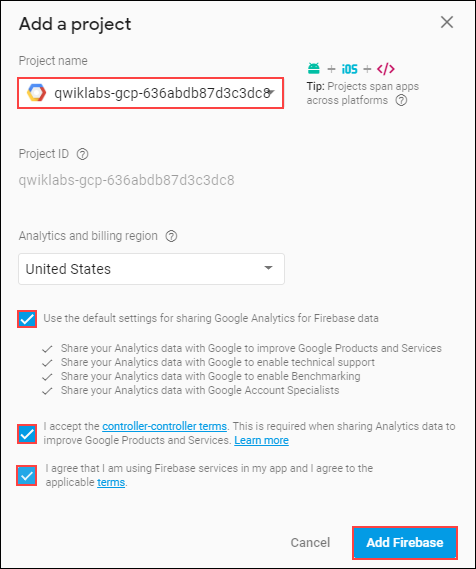 Add a project
Project name
qwiklabs-gcp-636abdb87d3c3dc8
+ iOS + </>
Tip: Projects span apps
across platforms ?
Project ID ?
qwiklabs-gcp-636abdb87d3c3dc8
Analytics and billing region ?
United States
Use the default settings for sharing Google Analytics for Firebase data
Share your Analytics data with Google to improve Google Products and Services
Share your Analytics data with Google to enable technical support
Share your Analytics data with Google to enable Benchmarking
Share your Analytics data with Google Account Specialists
I accept the controller-controller terms. This is required when sharing Analytics data to
improve Google Products and Services. Learn more
I agree that I am using Firebase services in my app and I agree to the
applicable terms.
Cancel
Add Firebase